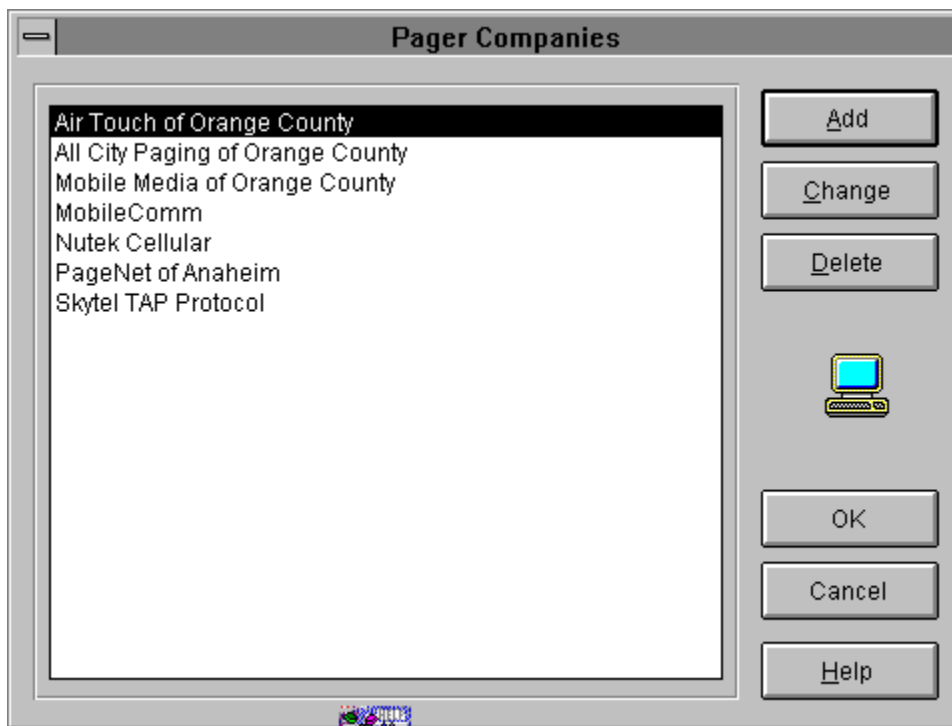 Pager Companies
Air Touch of Orange County
All City Paging of Orange County
Mobile Media of Orange County
MobileComm
Nutek Cellular
PageNet of Anaheim
Skytel TAP Protocol
Add
Change
Delete
OK
Cancel
Help